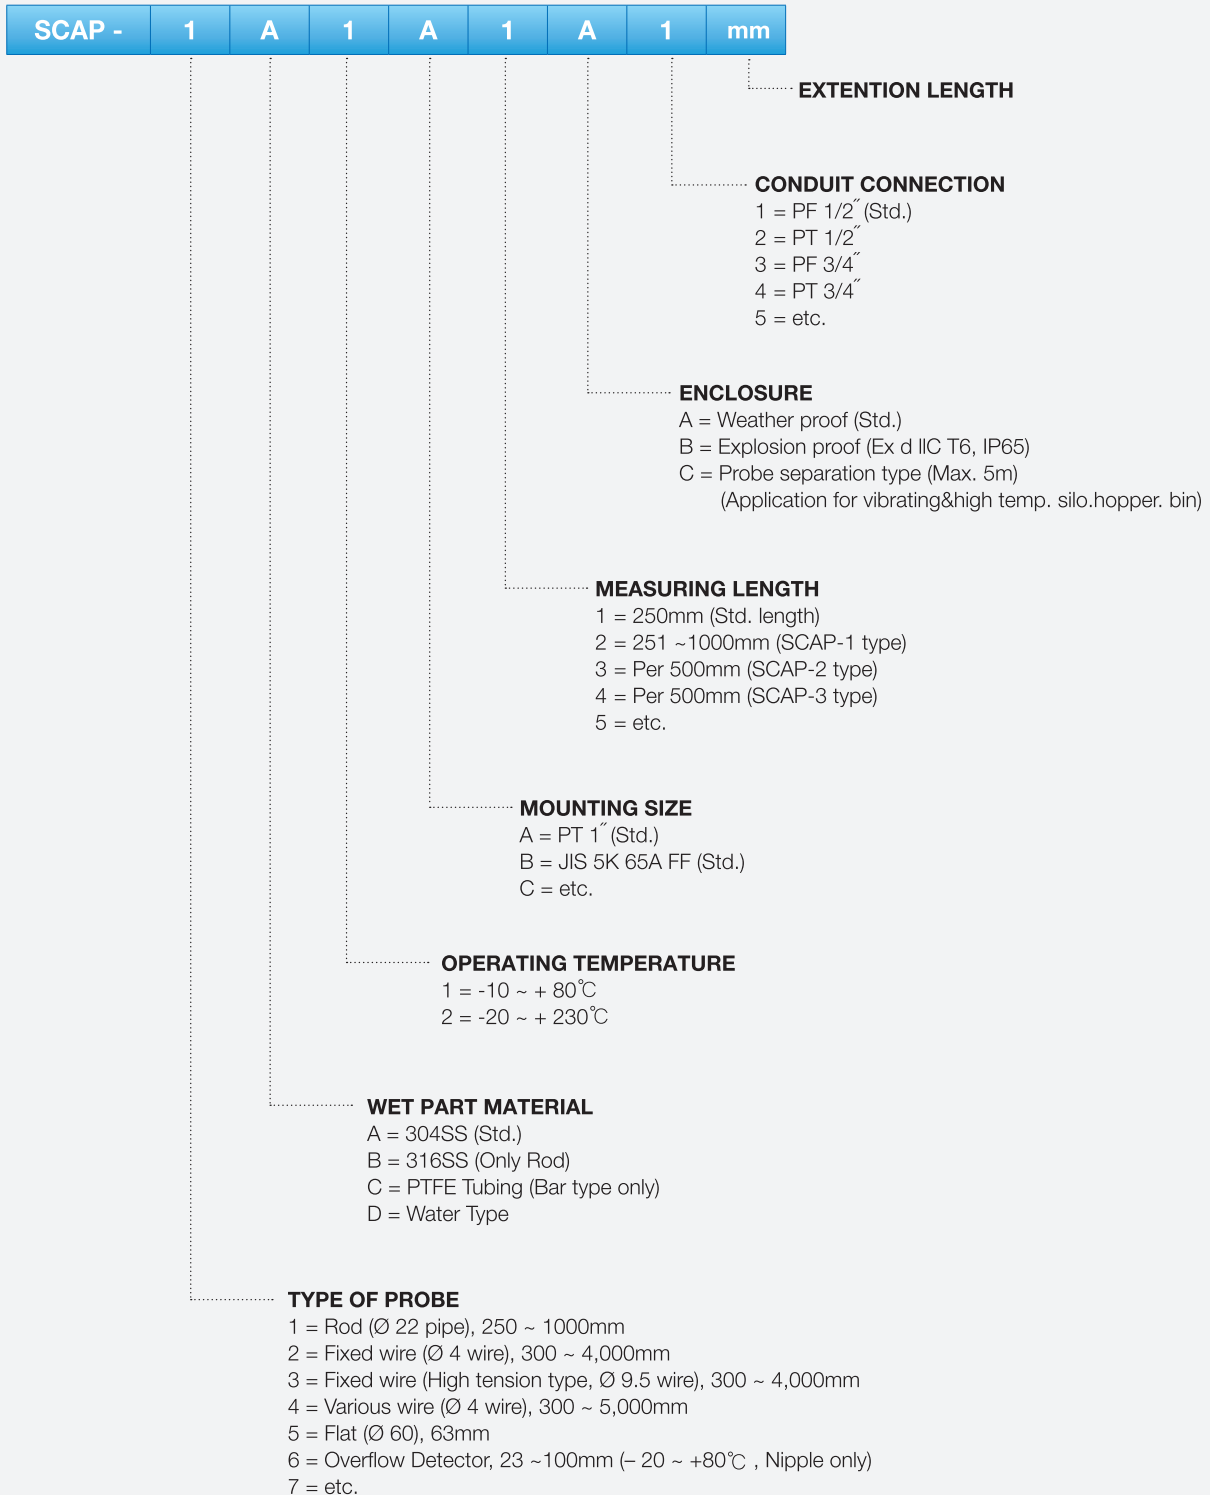 SCAP - 1 A 1 A 1 A 1 mm
EXTENTION LENGTH
CONDUIT CONNECTION
1 = PF 1/2˝ (Std.)
2 = PT 1/2˝
3 = PF 3/4˝
4 = PT 3/4˝
5 = etc.
ENCLOSURE
A = Weather proof (Std.)
B = Explosion proof (Ex d IIC T6, IP65)
C = Probe separation type (Max. 5m)
(Application for vibrating&high temp. silo.hopper. bin)
MEASURING LENGTH
1 = 250mm (Std. length)
2 = 251 ~1000mm (SCAP-1 type)
3 = Per 500mm (SCAP-2 type)
4 = Per 500mm (SCAP-3 type)
5 = etc.
MOUNTING SIZE
A = PT 1˝ (Std.)
B = JIS 5K 65A FF (Std.)
C = etc.
OPERATING TEMPERATURE
1 = -10 ~ + 80℃
2 = -20 ~ + 230℃
WET PART MATERIAL
A = 304SS (Std.)
B = 316SS (Only Rod)
C = PTFE Tubing (Bar type only)
D = Water Type
TYPE OF PROBE
1 = Rod (Ø 22 pipe), 250 ~ 1000mm
2 = Fixed wire (Ø 4 wire), 300 ~ 4,000mm
3 = Fixed wire (High tension type, Ø 9.5 wire), 300 ~ 4,000mm
4 = Various wire (Ø 4 wire), 300 ~ 5,000mm
5 = Flat (Ø 60), 63mm
6 = Overflow Detector, 23 ~100mm (– 20 ~ +80℃ , Nipple only)
7 = etc.